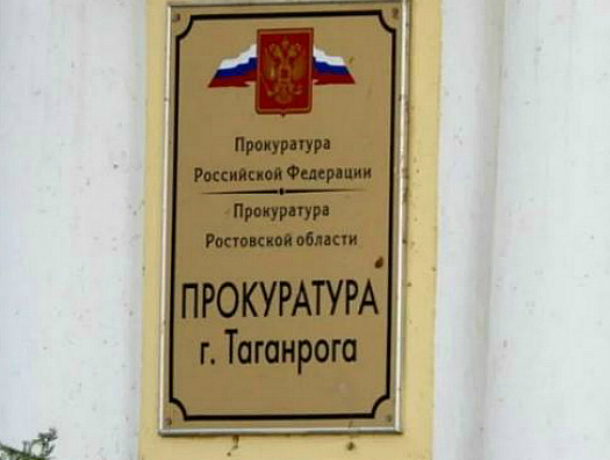 Прокуратура
Российской Федерации
Прокуратура
Ростовской области
ПРОКУРАТУРА
г. Таганрога